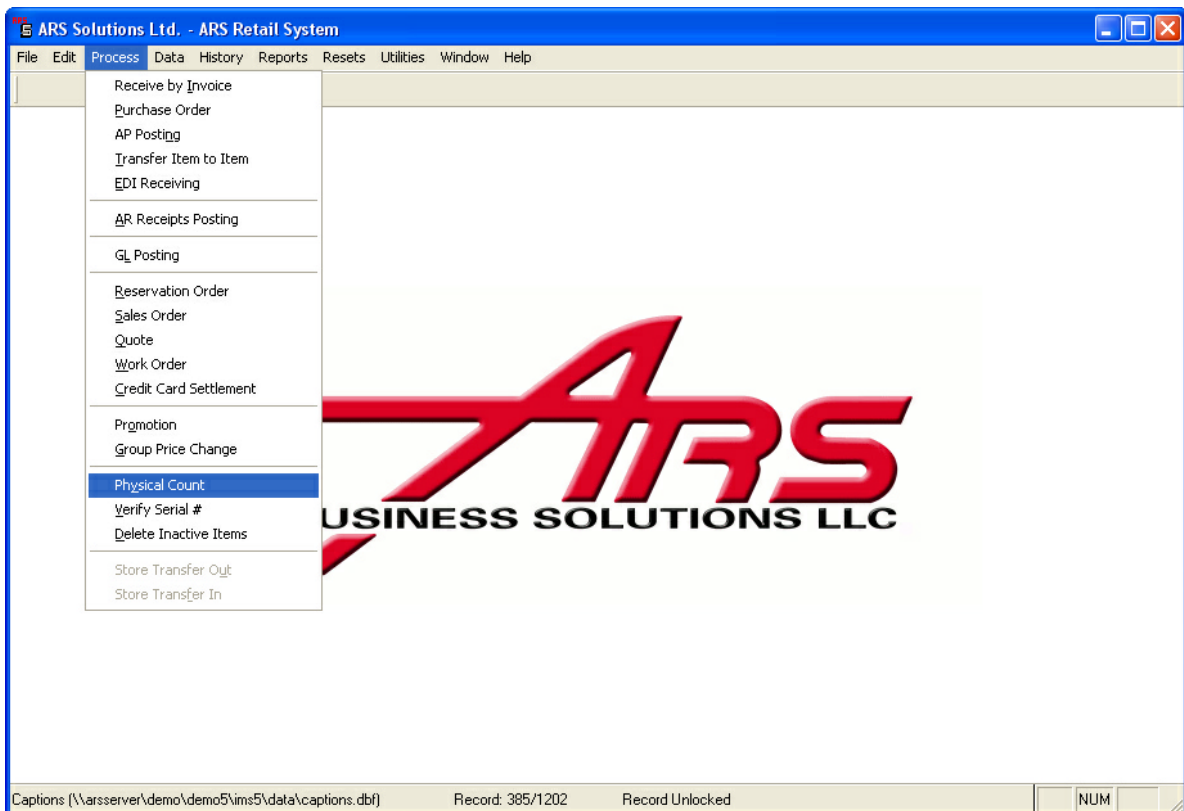 ARS Solutions Ltd. - ARS Retail System
File Edit Process Data History Reports Resets Utilities Window Help
Receive by Invoice
Purchase Order
AP Posting
Transfer Item to Item
EDI Receiving
AR Receipts Posting
GL Posting
Reservation Order
Sales Order
Quote
Work Order
Credit Card Settlement
Promotion
Group Price Change
Physical Count
Verify Serial #
Delete Inactive Items
Store Transfer Out
Store Transfer In
ARS
USINESS SOLUTIONS LLC
Captions (\\arsserver\demo\demo5\ims5\data\captions.dbf) Record: 385/1202 Record Unlocked NUM